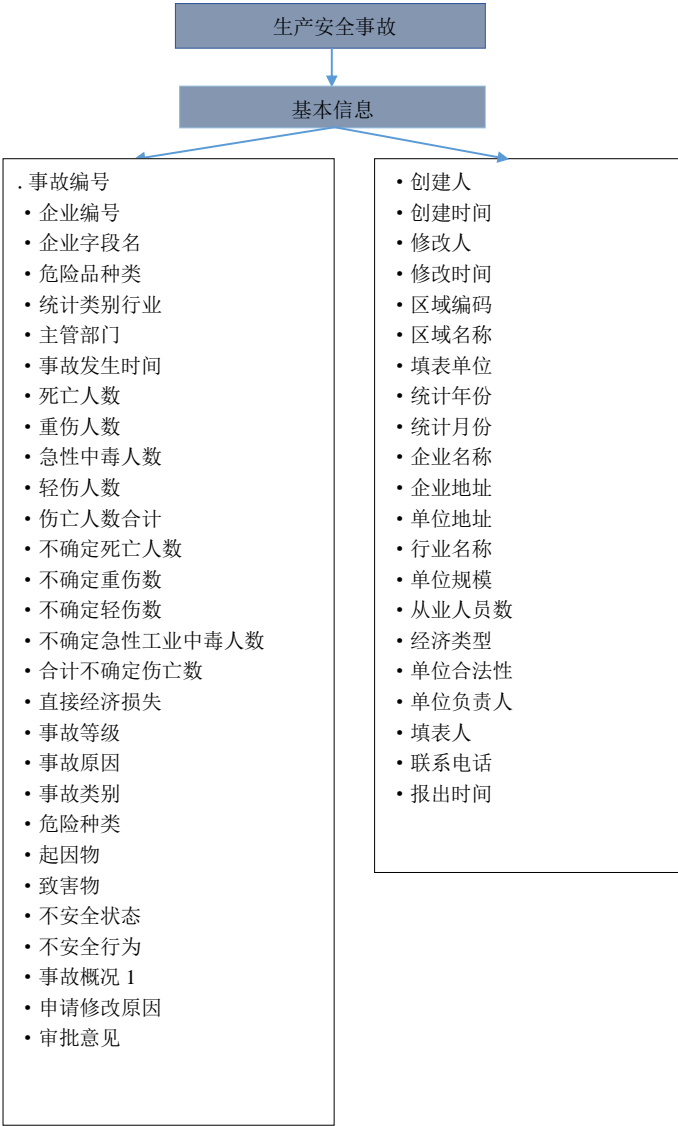 生产安全事故
基本信息
. 事故编号
• 企业编号
• 企业字段名
• 危险品种类
• 统计类别行业
• 主管部门
• 事故发生时间
• 死亡人数
• 重伤人数
• 急性中毒人数
• 轻伤人数
• 伤亡人数合计
• 不确定死亡人数
• 不确定重伤数
• 不确定轻伤数
• 不确定急性工业中毒人数
• 合计不确定伤亡数
• 直接经济损失
• 事故等级
• 事故原因
• 事故类别
• 危险种类
• 起因物
• 致害物
• 不安全状态
• 不安全行为
• 事故概况 1
• 申请修改原因
• 审批意见
• 创建人
• 创建时间
• 修改人
• 修改时间
• 区域编码
• 区域名称
• 填表单位
• 统计年份
• 统计月份
• 企业名称
• 企业地址
• 单位地址
• 行业名称
• 单位规模
• 从业人员数
• 经济类型
• 单位合法性
• 单位负责人
• 填表人
• 联系电话
• 报出时间